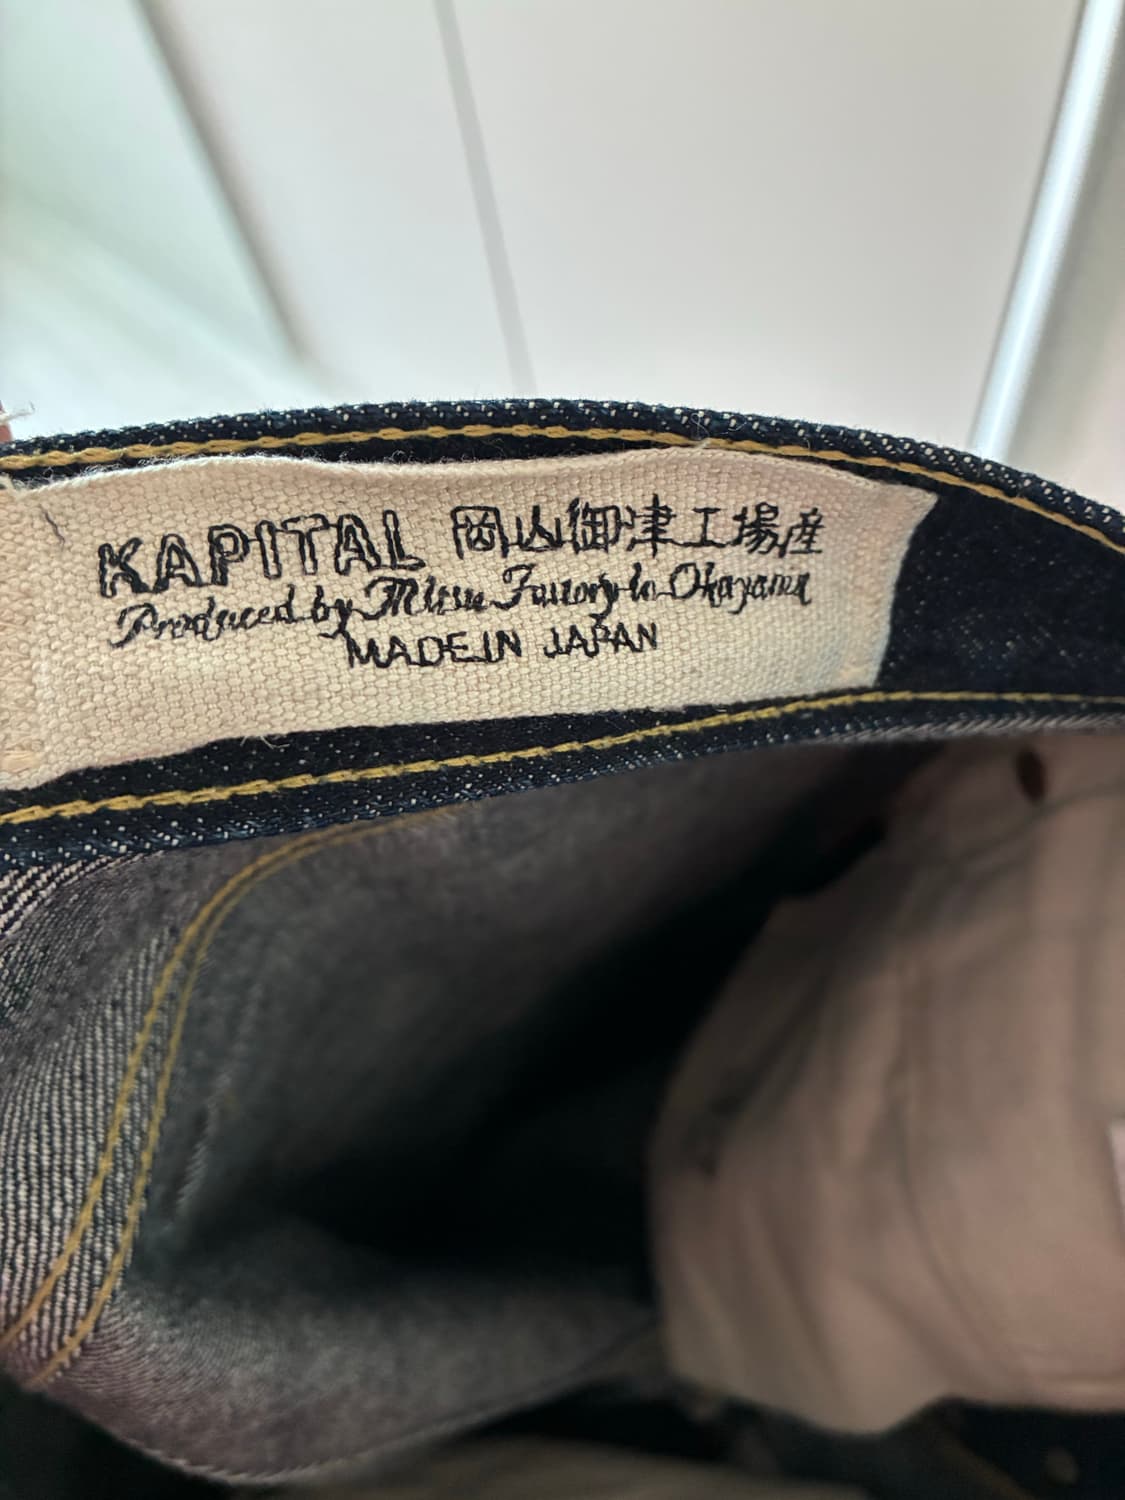 KAPITAL 岡山御津工場産
Produced by Mitsu Factory In Okayama
MADE IN JAPAN